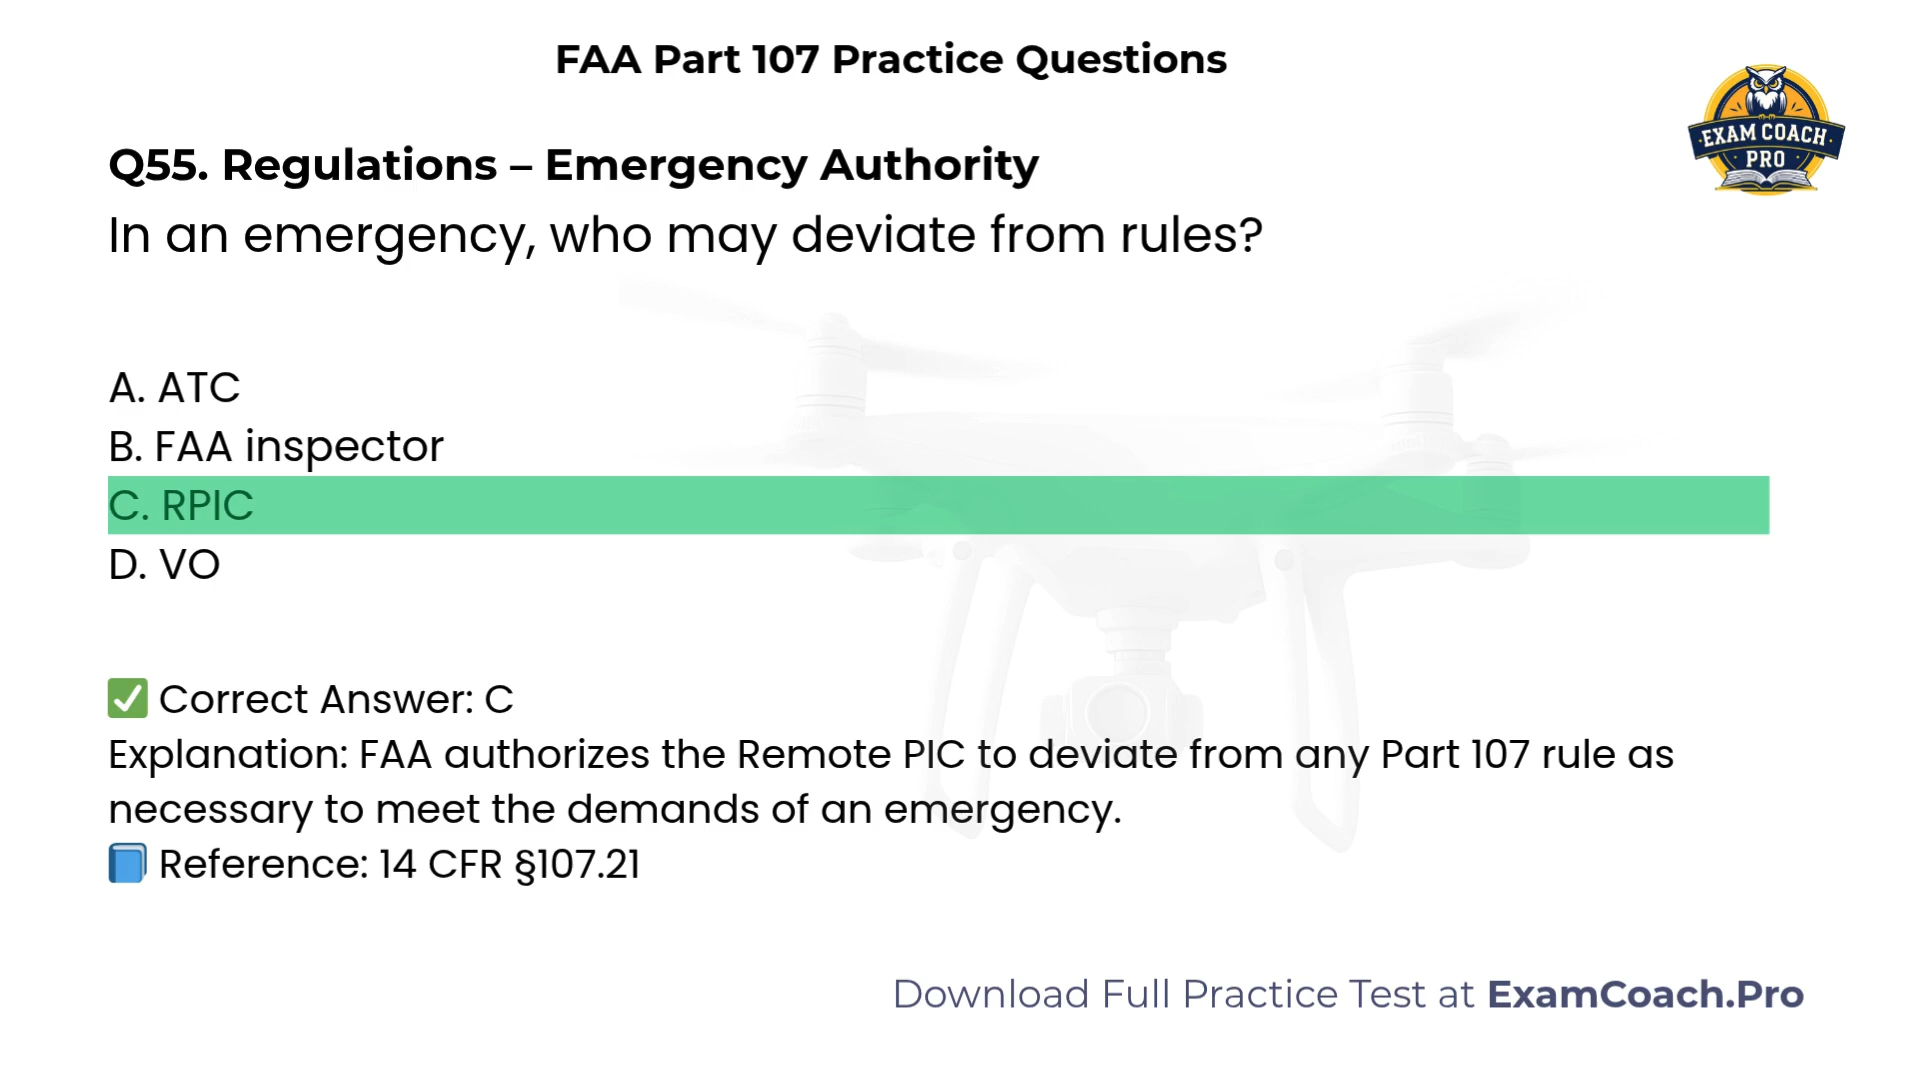 FAA Part 107 Practice Questions
EXAM COACH
PRO
Q55. Regulations – Emergency Authority
In an emergency, who may deviate from rules?
A. ATC
B. FAA inspector
C. RPIC
D. VO
✅ Correct Answer: C
Explanation: FAA authorizes the Remote PIC to deviate from any Part 107 rule as
necessary to meet the demands of an emergency.
📘 Reference: 14 CFR §107.21
Download Full Practice Test at ExamCoach.Pro